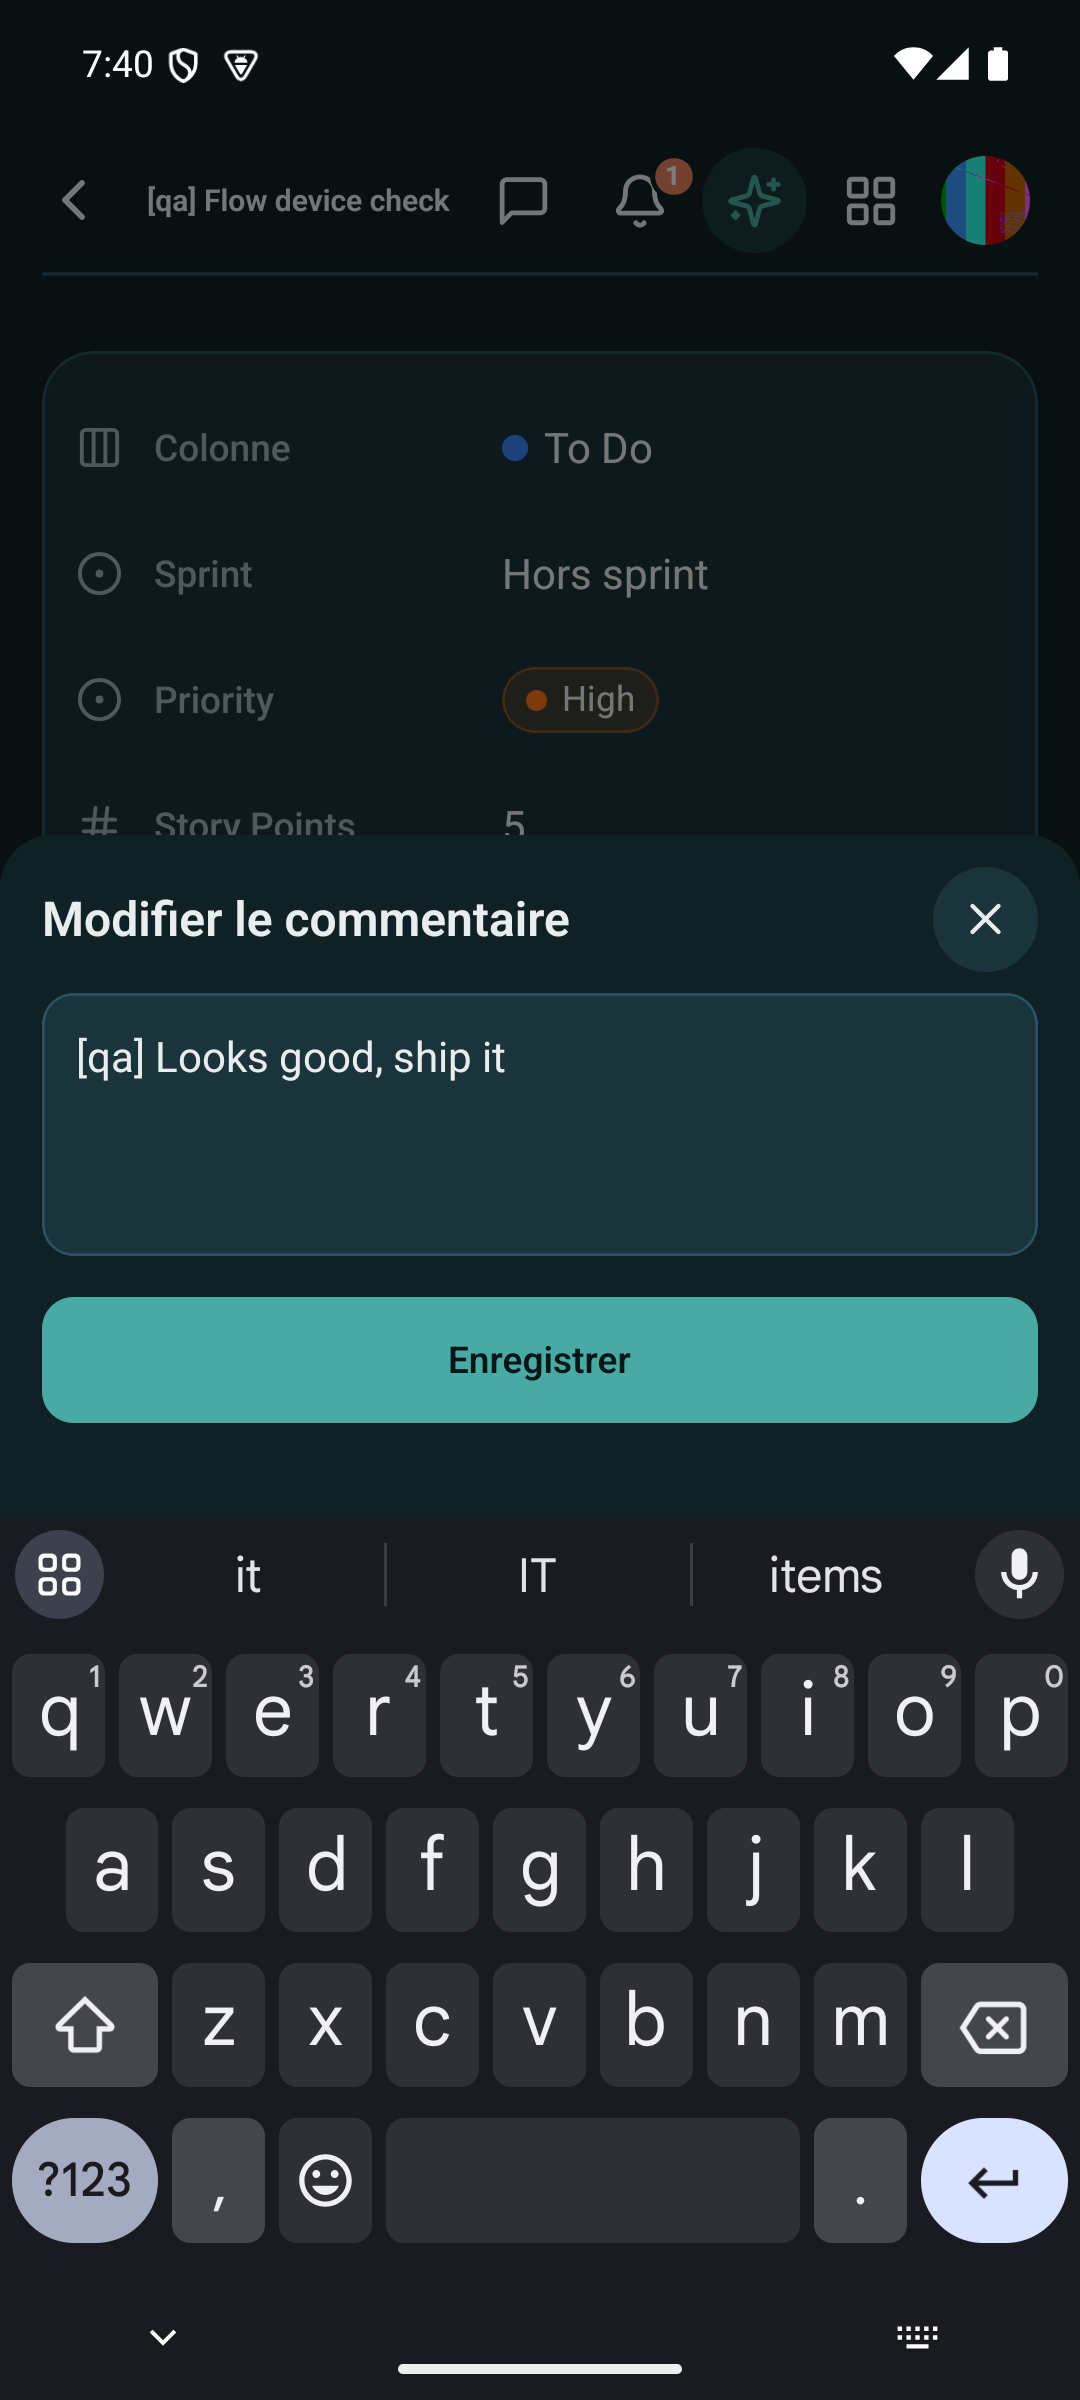 7:40
[qa] Flow device check
1
Colonne
To Do
Sprint
Hors sprint
Priority
High
Story Points
5
Modifier le commentaire
[qa] Looks good, ship it
Enregistrer
it IT items
1 2 3 4 5 6 7 8 9 0
q w e r t y u i o p
a s d f g h j k l
z x c v b n m
?123 , .